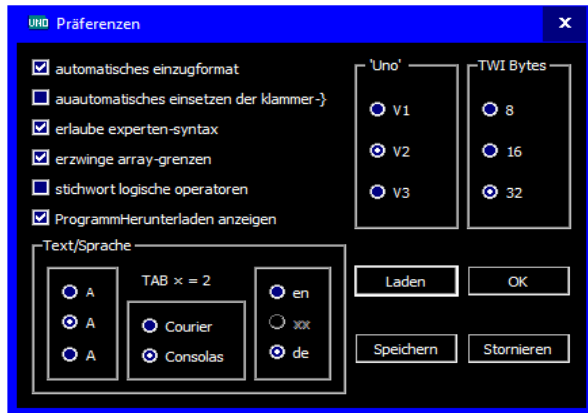 UNO Präferenzen x
automatisches einzugformat
auautomatisches einsetzen der klammer-}
erlaube experten-syntax
erzwinge array-grenzen
stichwort logische operatoren
ProgrammHerunterladen anzeigen
'Uno'
V1
V2
V3
TWI Bytes
8
16
32
Text/Sprache
A
A
A
TAB × = 2
Courier
Consolas
en
xx
de
Laden
OK
Speichern
Stornieren